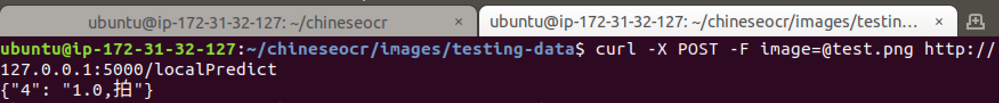 ubuntu@ip-172-31-32-127: ~/chineseocr ×
ubuntu@ip-172-31-32-127: ~/chineseocr/images/testin... ×
ubuntu@ip-172-31-32-127:~/chineseocr/images/testing-data$ curl -X POST -F image=@test.png http://
127.0.0.1:5000/localPredict
{"4": "1.0,拍"}